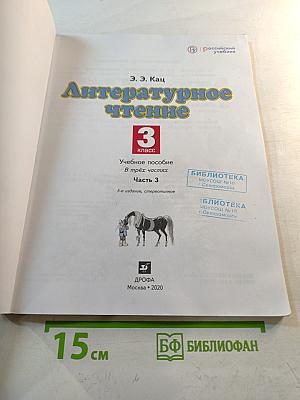 российский учебник
Э. Э. Кац
Литературное
чтение
3
класс
Учебное пособие
В трёх частях
Часть 3
БИБЛИОТЕКА
БЛИОТЕКА
ДРОФА
Москва • 2020
15 см
БФ БИБЛИОФАН